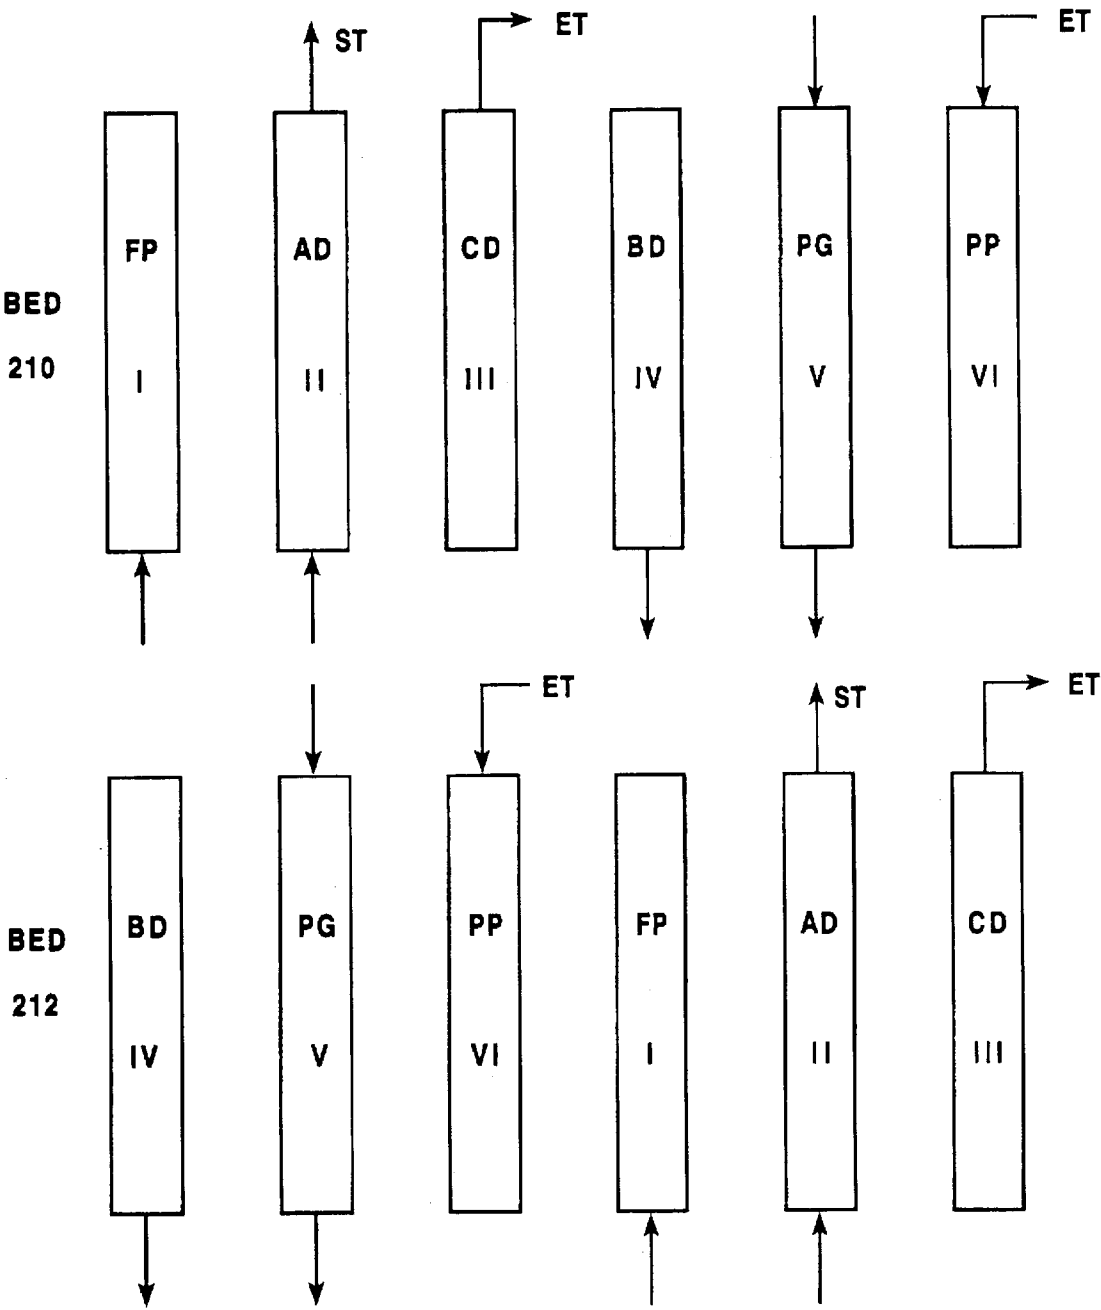 ST
ET
ET
FP
AD
CD
BD
PG
PP
BED
210
I
II
III
IV
V
VI
ET
ST
ET
BD
PG
PP
FP
AD
CD
BED
212
IV
V
VI
I
II
III